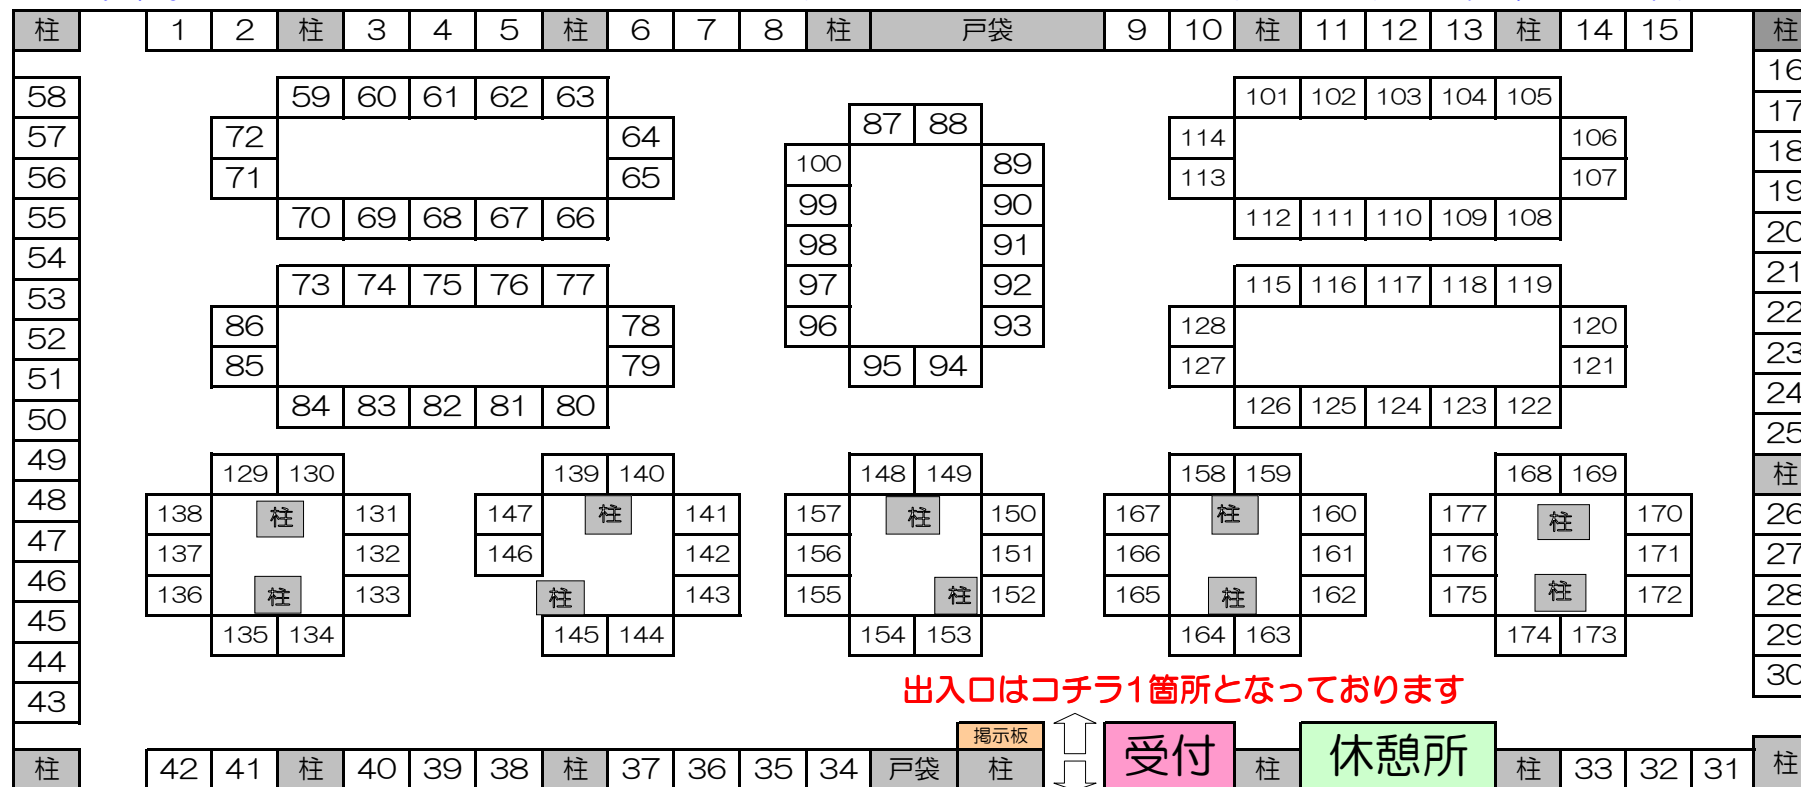 柱 1 2 柱 3 4 5 柱 6 7 8 柱 戸袋 9 10 柱 11 12 13 柱 14 15 柱
16
58 59 60 61 62 63 101 102 103 104 105 17
87 88
57 72 64 114 106 18
100 89
56 71 65 113 107 19
99 90
55 70 69 68 67 66 112 111 110 109 108 20
98 91
54 21
53 73 74 75 76 77 97 92 115 116 117 118 119 22
52 86 78 96 93 128 120 23
51 85 79 95 94 127 121 24
50 84 83 82 81 80 126 125 124 123 122 25
49 129 130 139 140 148 149 158 159 168 169 柱
48 138 柱 131 147 柱 141 157 柱 150 167 柱 160 177 柱 170 26
47 137 132 146 142 156 151 166 161 176 171 27
46 136 柱 133 柱 143 155 柱 152 165 柱 162 175 柱 172 28
45 135 134 145 144 154 153 164 163 174 173 29
44 30
43
出入口はコチラ1箇所となっております
掲示板
柱 42 41 柱 40 39 38 柱 37 36 35 34 戸袋 柱 受付 柱 休憩所 柱 33 32 31 柱